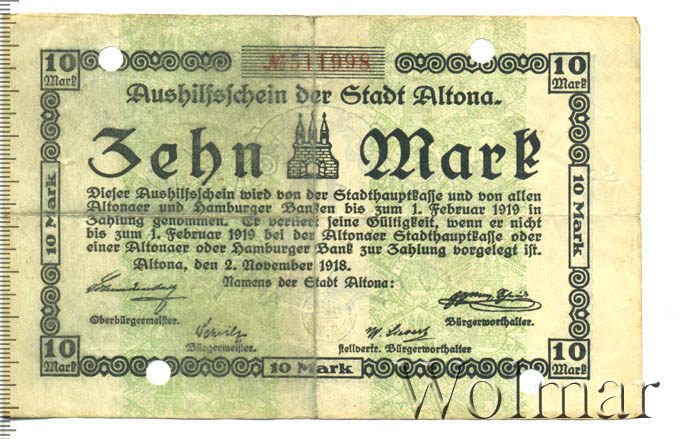 10 Mark
№511998
10 Mark
Aushilfsschein der Stadt Altona.
Zehn Mark
Dieser Aushilfsschein wird von der Stadthauptkasse und von allen
Altonaer und Hamburger Banken bis zum 1. Februar 1919 in
Zahlung genommen. Er verliert seine Gültigkeit, wenn er nicht
bis zum 1. Februar 1919 bei der Altonaer Stadthauptkasse oder
einer Altonaer oder Hamburger Bank zur Zahlung vorgelegt ist.
Altona, den 2. November 1918.
Namens der Stadt Altona:
Oberbürgermeister.
Bürgerworthalter.
Schulz
W. Sievert
Bürgermeister.
stellvertr. Bürgerworthalter
10 Mark
10 Mark
10 Mark
10 Mark
10 Mark
Wolmar